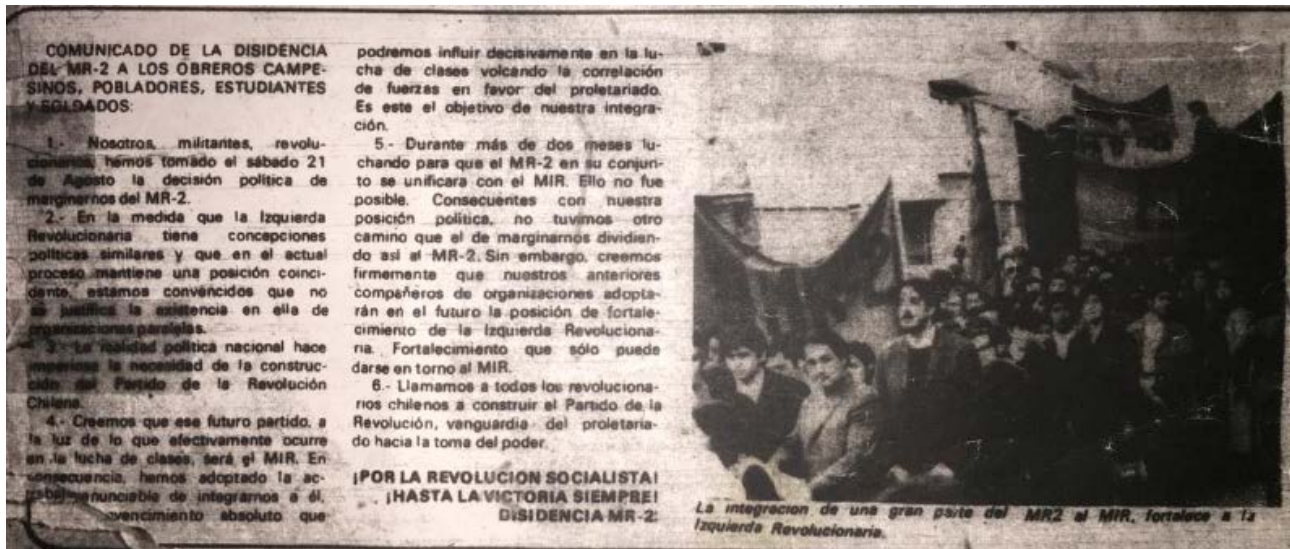 COMUNICADO DE LA DISIDENCIA
DEL MR-2 A LOS OBREROS CAMPE-
SINOS, POBLADORES, ESTUDIANTES
Y SOLDADOS:
1.- Nosotros, militantes, revolu-
cionarios, hemos tomado el sábado 21
de Agosto la decisión política de
marginarnos del MR-2.
2.- En la medida que la Izquierda
Revolucionaria tiene concepciones
políticas similares y que en el actual
proceso mantiene una posición coinci-
dente, estamos convencidos que no
se justifica la existencia en ella de
organizaciones paralelas.
3.- La realidad política nacional hace
imperiosa la necesidad de la construc-
ción del Partido de la Revolución
Chilena.
4.- Creemos que ese futuro partido, a
la luz de lo que efectivamente ocurre
en la lucha de clases, será el MIR. En
consecuencia, hemos adoptado la ac-
renunciable de integrarnos a él,
vencimiento absoluto que
podremos influir decisivamente en la lu-
cha de clases volcando la correlación
de fuerzas en favor del proletariado.
Es este el objetivo de nuestra integra-
ción.
5.- Durante más de dos meses lu-
chando para que el MR-2 en su conjun-
to se unificara con el MIR. Ello no fue
posible. Consecuentes con nuestra
posición política, no tuvimos otro
camino que el de marginarnos dividien-
do así al MR-2. Sin embargo, creemos
firmemente que nuestros anteriores
compañeros de organizaciones adopta-
rán en el futuro la posición de fortale-
cimiento de la Izquierda Revoluciona-
ria. Fortalecimiento que sólo puede
darse en torno al MIR.
6.- Llamamos a todos los revoluciona-
rios chilenos a construir el Partido de la
Revolución, vanguardia del proletaria-
do hacia la toma del poder.
¡POR LA REVOLUCION SOCIALISTA!
¡HASTA LA VICTORIA SIEMPRE!
DISIDENCIA MR-2:
La integracion de una gran parte del MR2 al MIR, fortalece a la
Izquierda Revolucionaria.